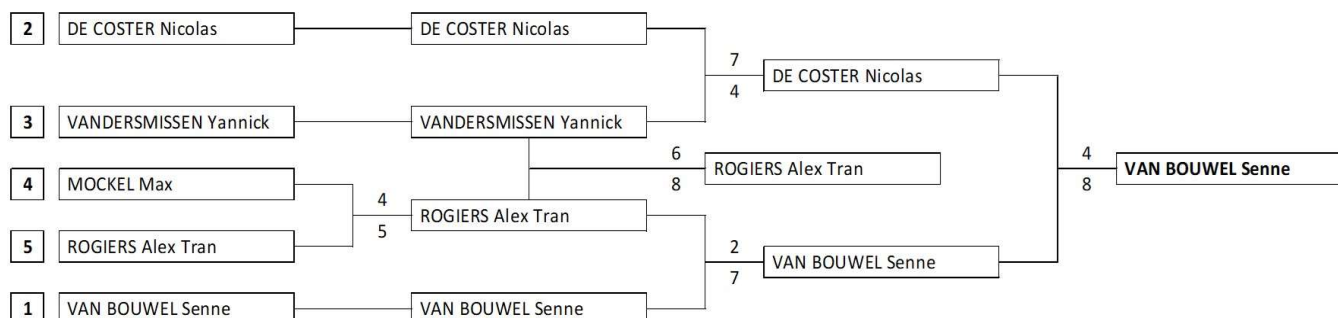 2 DE COSTER Nicolas DE COSTER Nicolas
7
4 DE COSTER Nicolas
3 VANDERSMISSEN Yannick VANDERSMISSEN Yannick
6
8 ROGIERS Alex Tran
4
8 VAN BOUWEL Senne
4 MOCKEL Max
4
5 ROGIERS Alex Tran
5 ROGIERS Alex Tran
2
7 VAN BOUWEL Senne
1 VAN BOUWEL Senne VAN BOUWEL Senne